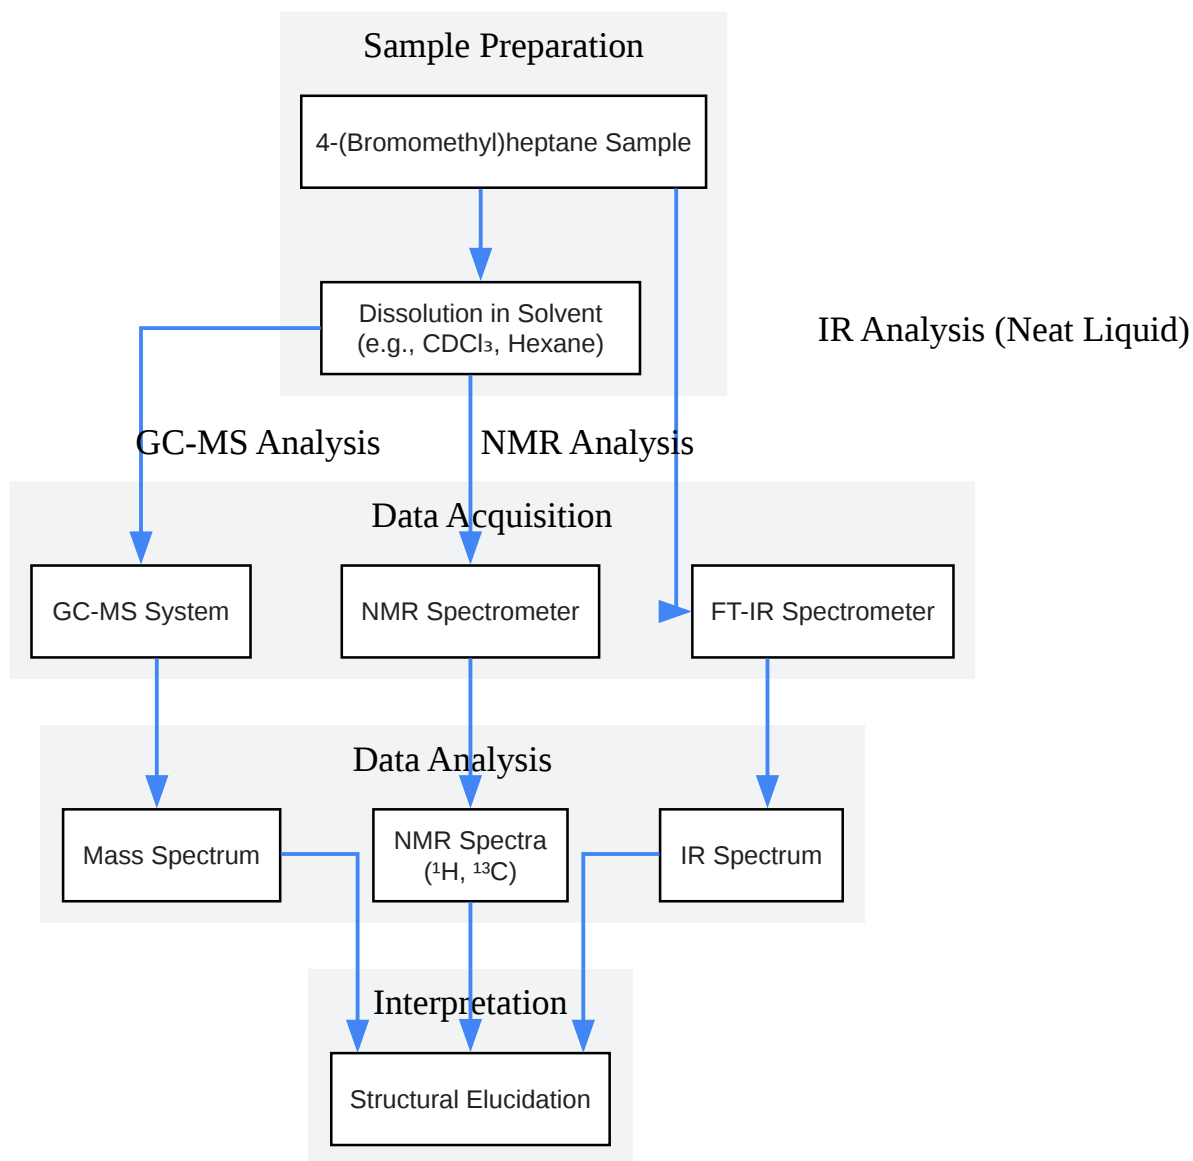 Sample Preparation
4-(Bromomethyl)heptane Sample
Dissolution in Solvent
(e.g., CDCl₃, Hexane)
IR Analysis (Neat Liquid)
GC-MS Analysis
NMR Analysis
Data Acquisition
GC-MS System
NMR Spectrometer
FT-IR Spectrometer
Data Analysis
Mass Spectrum
NMR Spectra
(¹H, ¹³C)
IR Spectrum
Interpretation
Structural Elucidation